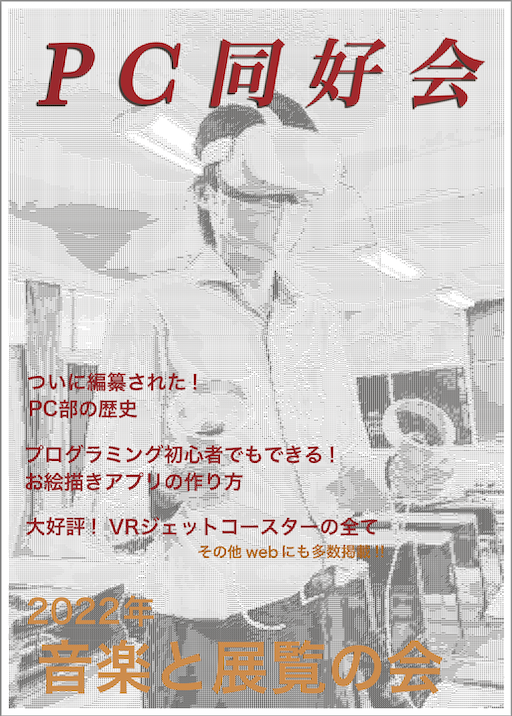 PC同好会
ついに編纂された！
PC部の歴史
プログラミング初心者でもできる！
お絵描きアプリの作り方
大好評！ VRジェットコースターの全て
その他 webにも多数掲載!!
2022年
音楽と展覧の会